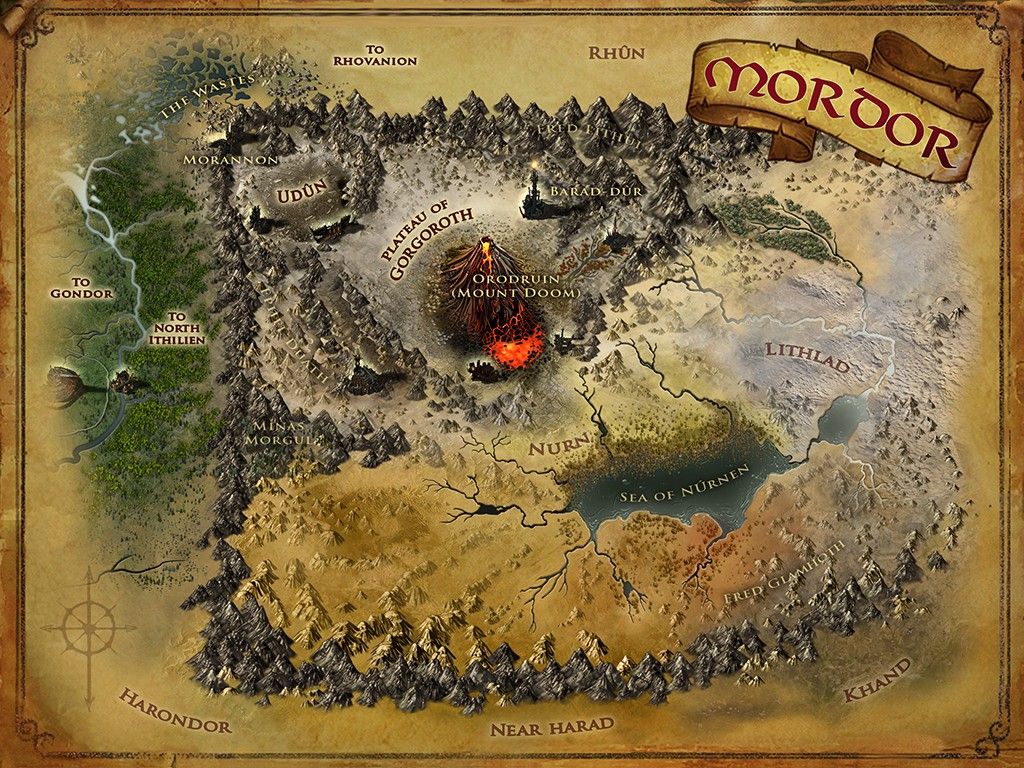 TO
RHOVANION
RHÛN
MORDOR
THE WASTES
ERED LITHUI
MORANNON
UDÛN
BARAD-DÛR
PLATEAU OF
GORGOROTH
ORODRUIN
(MOUNT DOOM)
TO
GONDOR
TO
NORTH
ITHILIEN
LITHLAD
MINAS
MORGUL
NURN
SEA OF NÚRNEN
ERED GLAMHOTH
KHAND
HARONDOR
NEAR HARAD